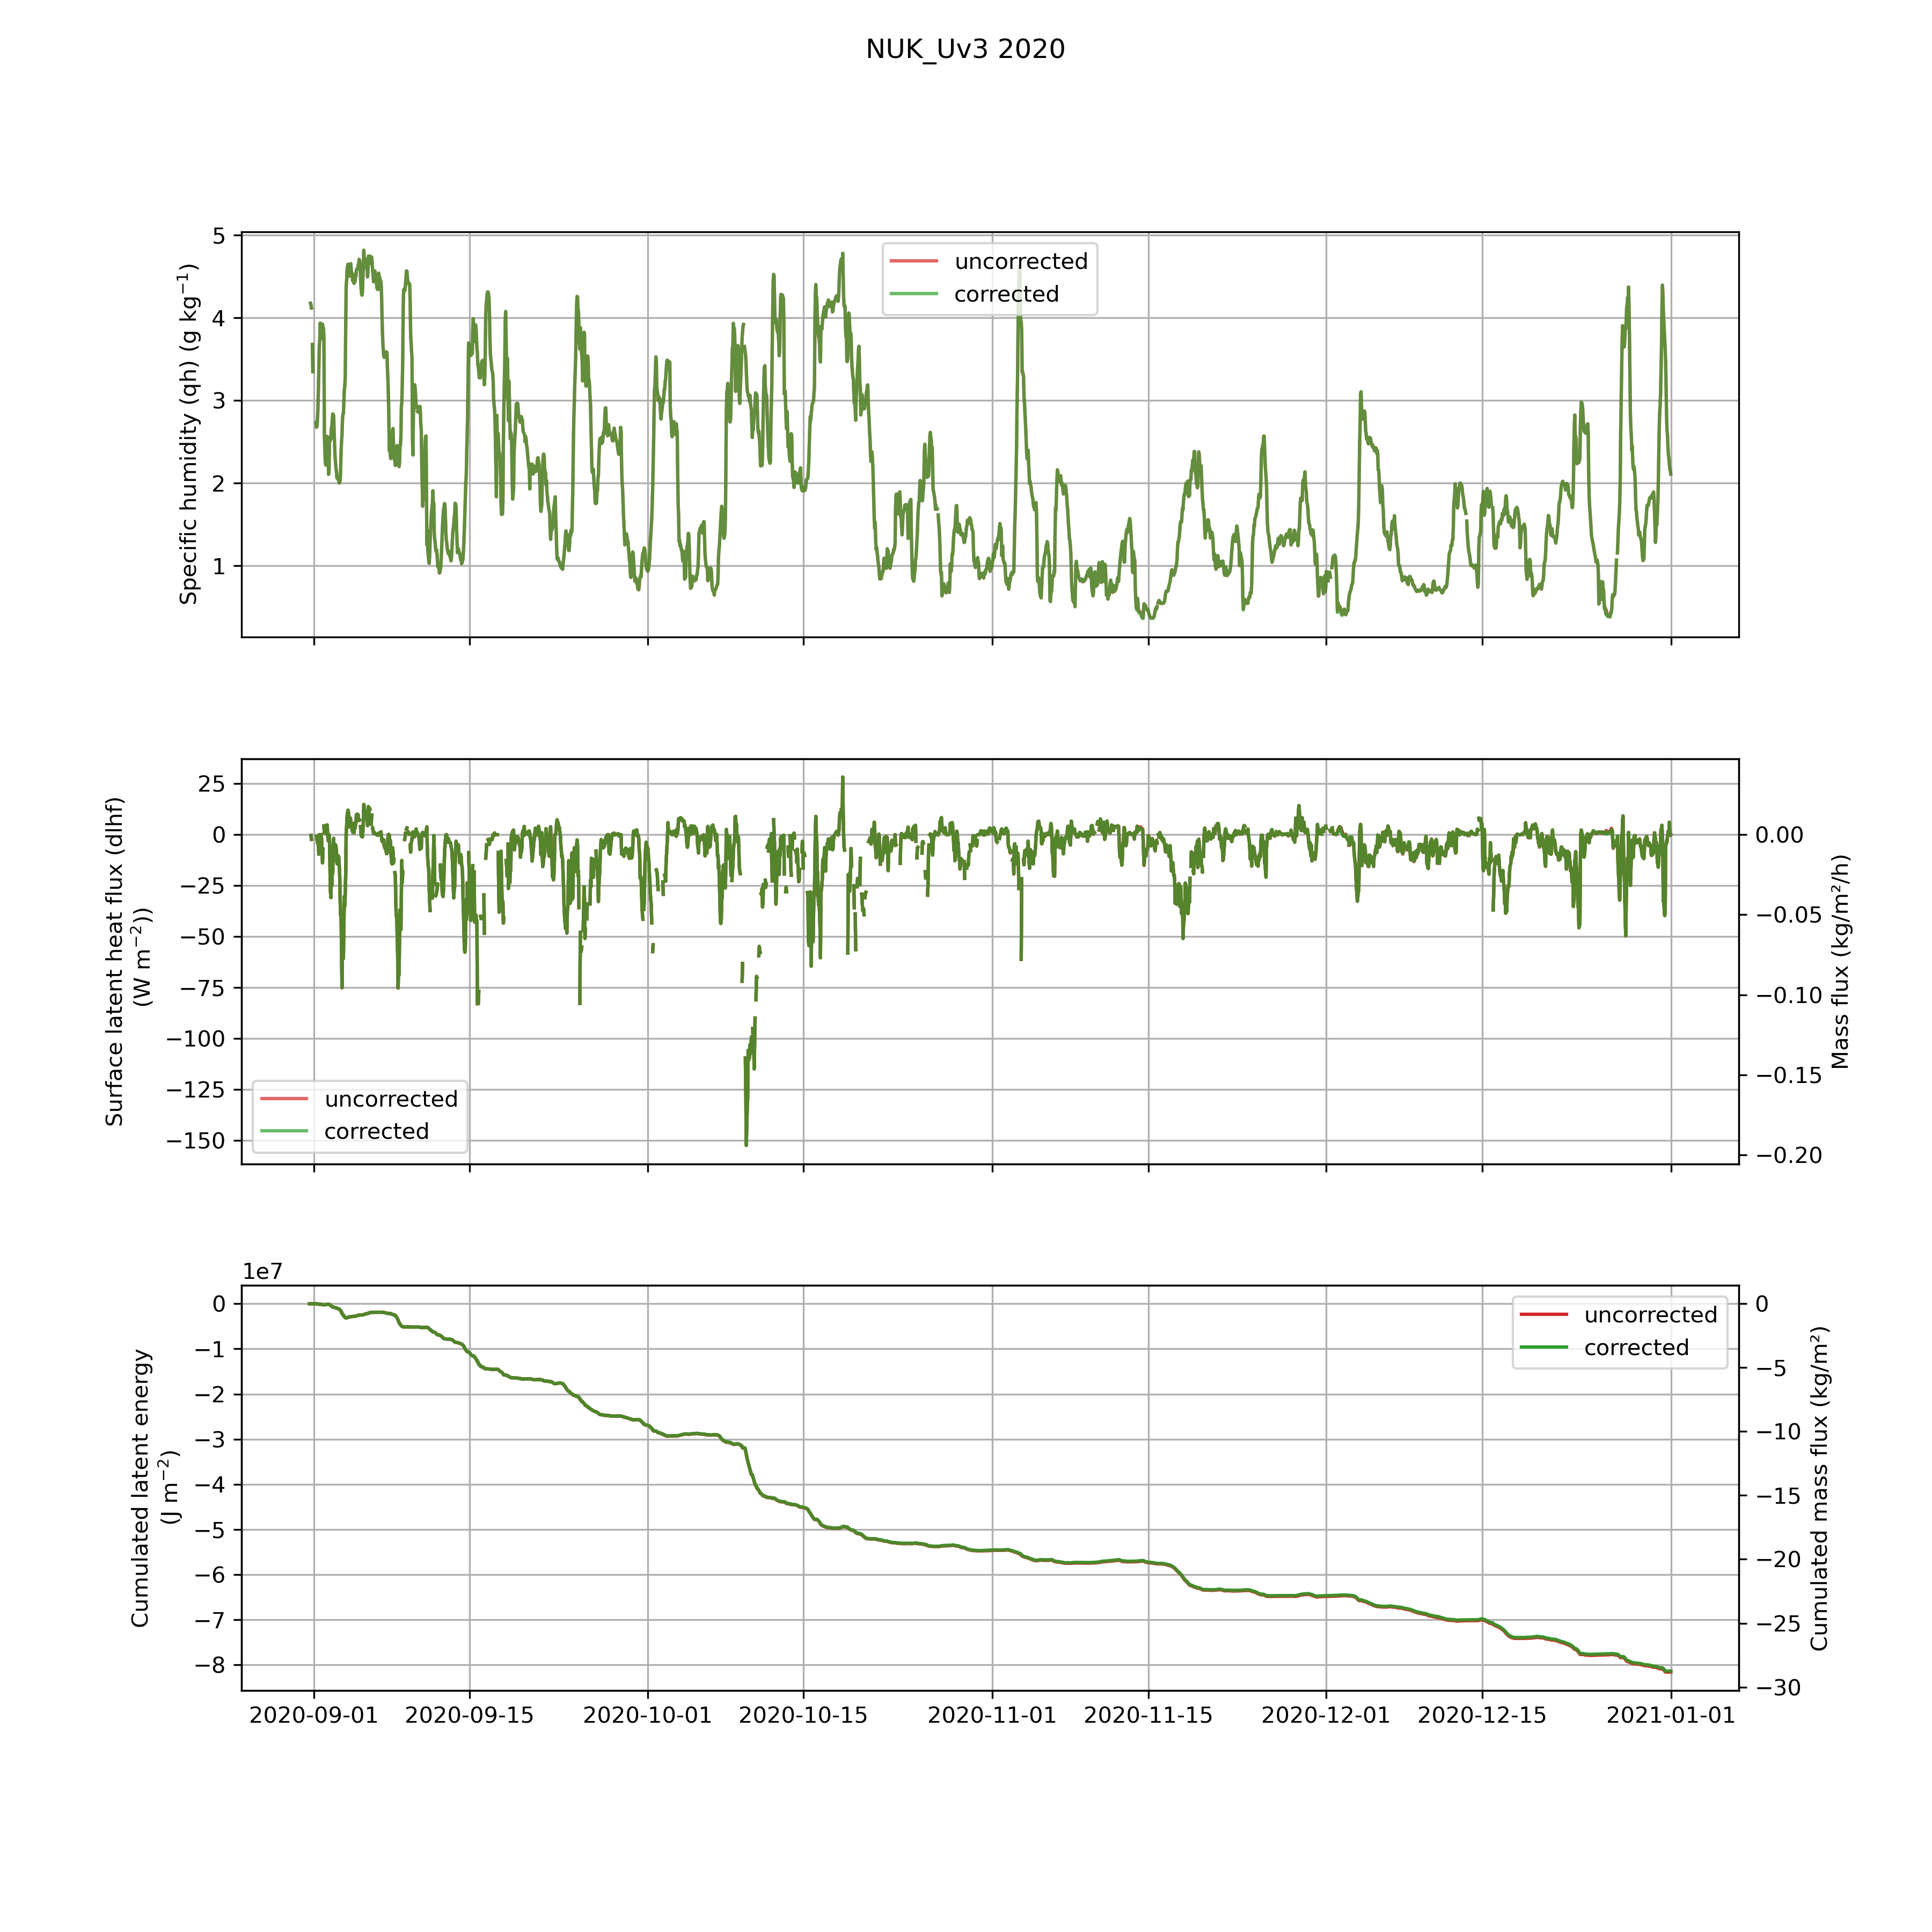 NUK_Uv3 2020
Specific humidity (qh) (g kg⁻¹)
5
4
3
2
1
uncorrected
corrected
Surface latent heat flux (dlhf)
(W m⁻²))
25
0
−25
−50
−75
−100
−125
−150
uncorrected
corrected
0.00
−0.05
−0.10
−0.15
−0.20
Mass flux (kg/m²/h)
1e7
Cumulated latent energy
(J m⁻²)
0
−1
−2
−3
−4
−5
−6
−7
−8
uncorrected
corrected
0
−5
−10
−15
−20
−25
−30
Cumulated mass flux (kg/m²)
2020-09-01 2020-09-15 2020-10-01 2020-10-15 2020-11-01 2020-11-15 2020-12-01 2020-12-15 2021-01-01